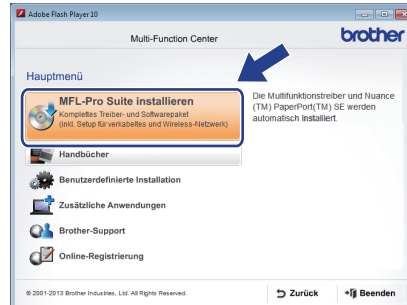 Adobe Flash Player 10
Multi-Function Center
brother
Hauptmenü
MFL-Pro Suite installieren
Komplettes Treiber- und Softwarepaket
(inkl. Setup für verkabeltes und Wireless-Netzwerk)
Die Multifunktionstreiber und Nuance
(TM) PaperPort(TM) SE werden
automatisch installiert.
Handbücher
Benutzerdefinierte Installation
Zusätzliche Anwendungen
Brother-Support
Online-Registrierung
© 2001-2013 Brother Industries, Ltd. All Rights Reserved.
Zurück
Beenden